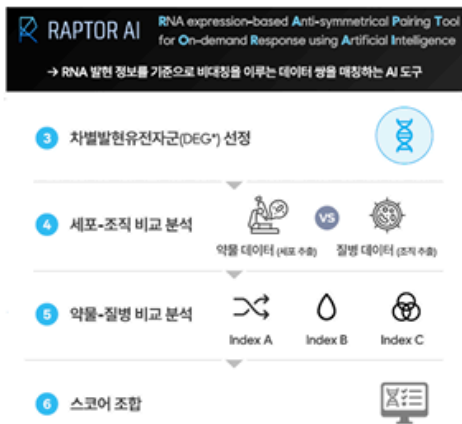 RAPTOR AI
RNA expression-based Anti-symmetrical Pairing Tool
for On-demand Response using Artificial Intelligence
→ RNA 발현 정보를 기준으로 비대칭을 이루는 데이터 쌍을 매칭하는 AI 도구
3 차별발현유전자군(DEG*) 선정
4 세포-조직 비교 분석
VS
약물 데이터 (세포 추출) 질병 데이터 (조직 추출)
5 약물-질병 비교 분석
Index A Index B Index C
6 스코어 조합